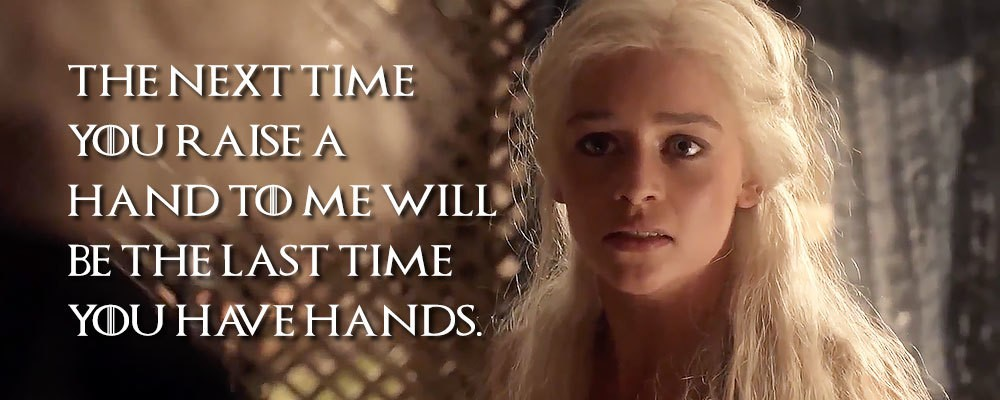 THE NEXT TIME
YOU RAISE A
HAND TO ME WILL
BE THE LAST TIME
YOU HAVE HANDS.